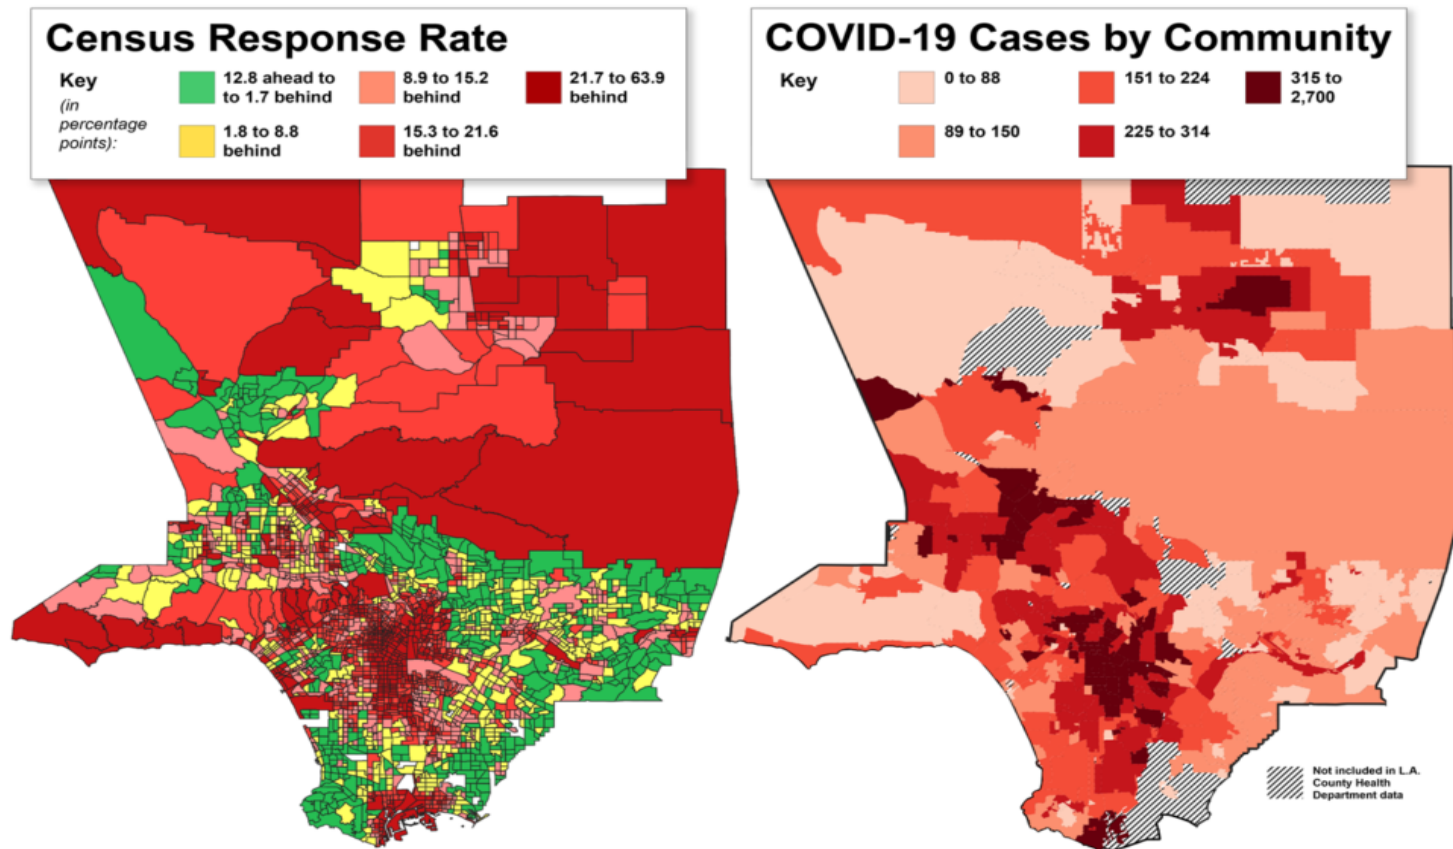 Census Response Rate
Key
(in
percentage
points):
12.8 ahead to
to 1.7 behind
1.8 to 8.8
behind
8.9 to 15.2
behind
15.3 to 21.6
behind
21.7 to 63.9
behind
COVID-19 Cases by Community
Key
0 to 88
89 to 150
151 to 224
225 to 314
315 to
2,700
Not included in L.A.
County Health
Department data